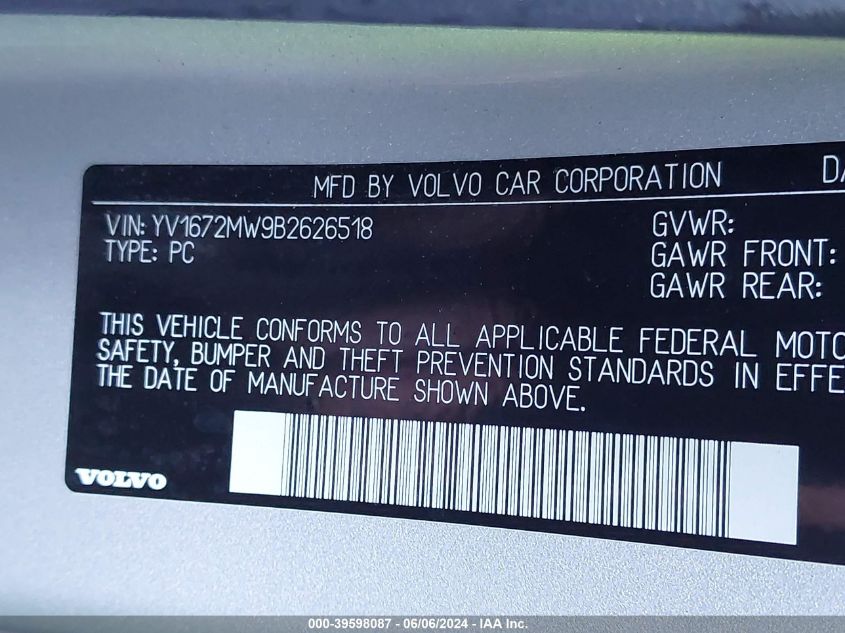 MFD BY VOLVO CAR CORPORATION DA
VIN: YV1672MW9B2626518 GVWR:
TYPE: PC GAWR FRONT:
GAWR REAR:
THIS VEHICLE CONFORMS TO ALL APPLICABLE FEDERAL MOTO
SAFETY, BUMPER AND THEFT PREVENTION STANDARDS IN EFFE
THE DATE OF MANUFACTURE SHOWN ABOVE.
VOLVO
000-39598087 - 06/06/2024 - IAA Inc.